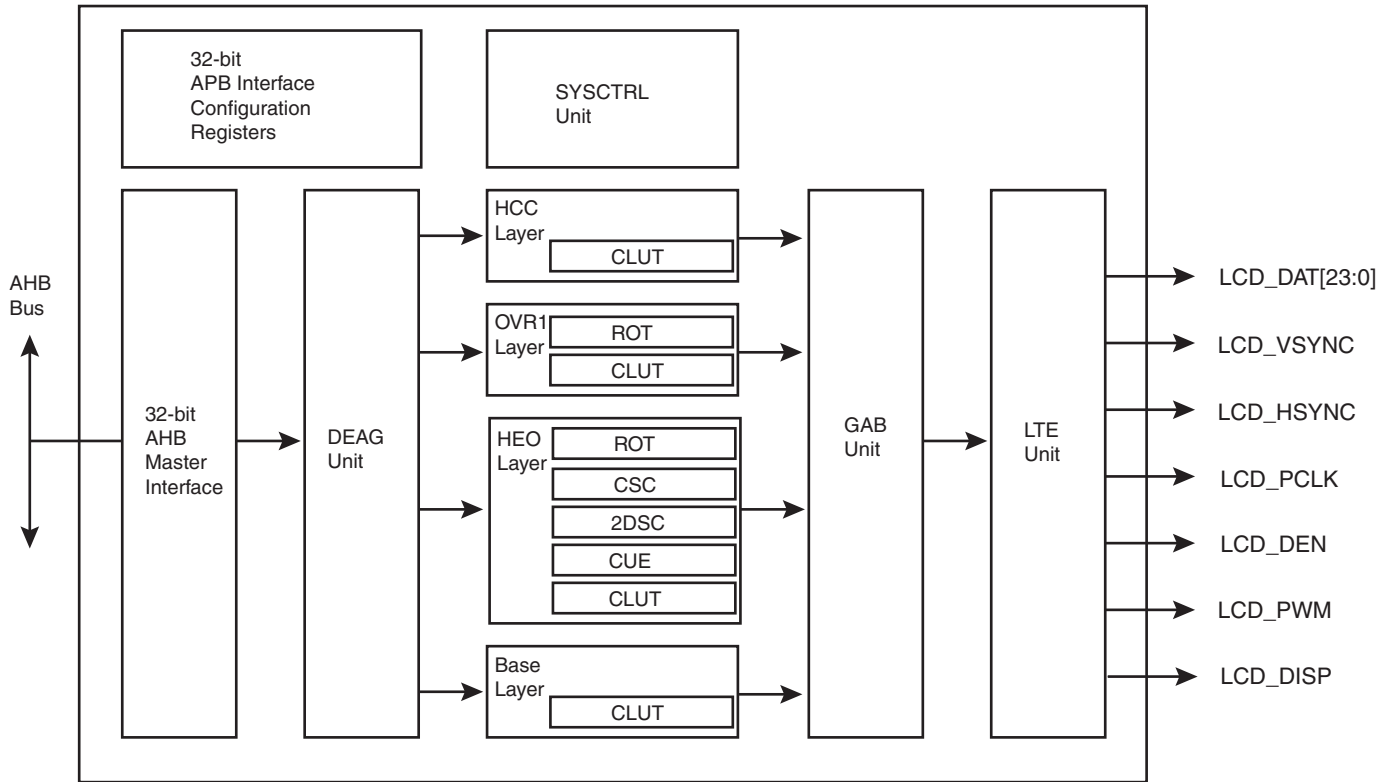 32-bit
APB Interface
Configuration
Registers
SYSCTRL
Unit
AHB
Bus
32-bit
AHB
Master
Interface
DEAG
Unit
HCC
Layer
CLUT
OVR1
Layer
ROT
CLUT
HEO
Layer
ROT
CSC
2DSC
CUE
CLUT
Base
Layer
CLUT
GAB
Unit
LTE
Unit
LCD_DAT[23:0]
LCD_VSYNC
LCD_HSYNC
LCD_PCLK
LCD_DEN
LCD_PWM
LCD_DISP